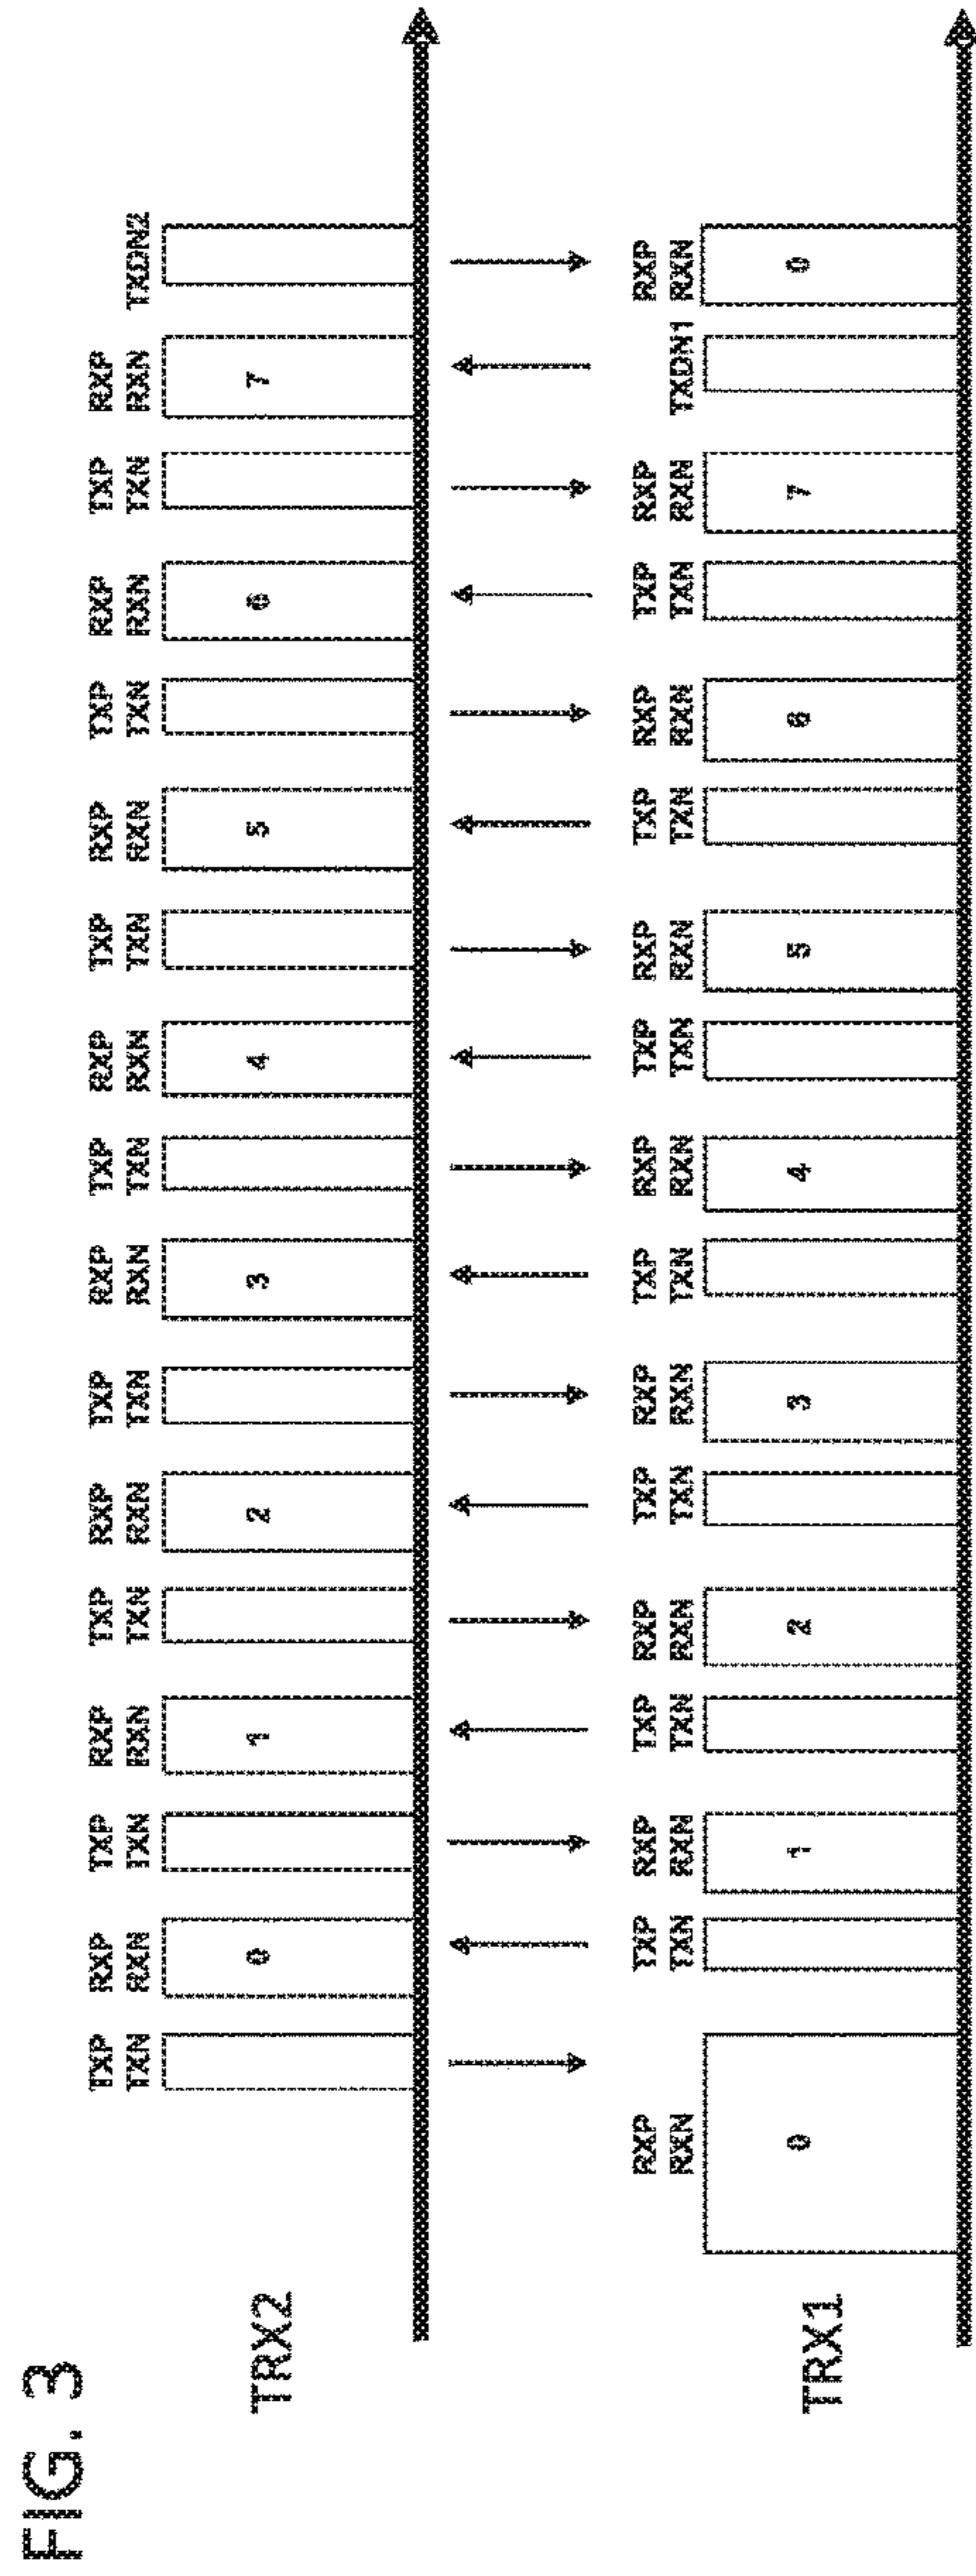 FIG. 3
TXP RXP TXP RXP TXP RXP TXP RXP TXP RXP TXP RXP TXP RXP TXP RXP
TXN RXN TXN RXN TXN RXN TXN RXN TXN RXN TXN RXN TXN RXN TXN RXN TXDN2
TRX2 0 1 2 3 4 5 6 7
RXP TXP RXP TXP RXP TXP RXP TXP RXP TXP RXP TXP RXP TXP RXP RXP
RXN TXN RXN TXN RXN TXN RXN TXN RXN TXN RXN TXN RXN TXN RXN TXDN1 RXN
TRX1 0 1 2 3 4 5 6 7 0